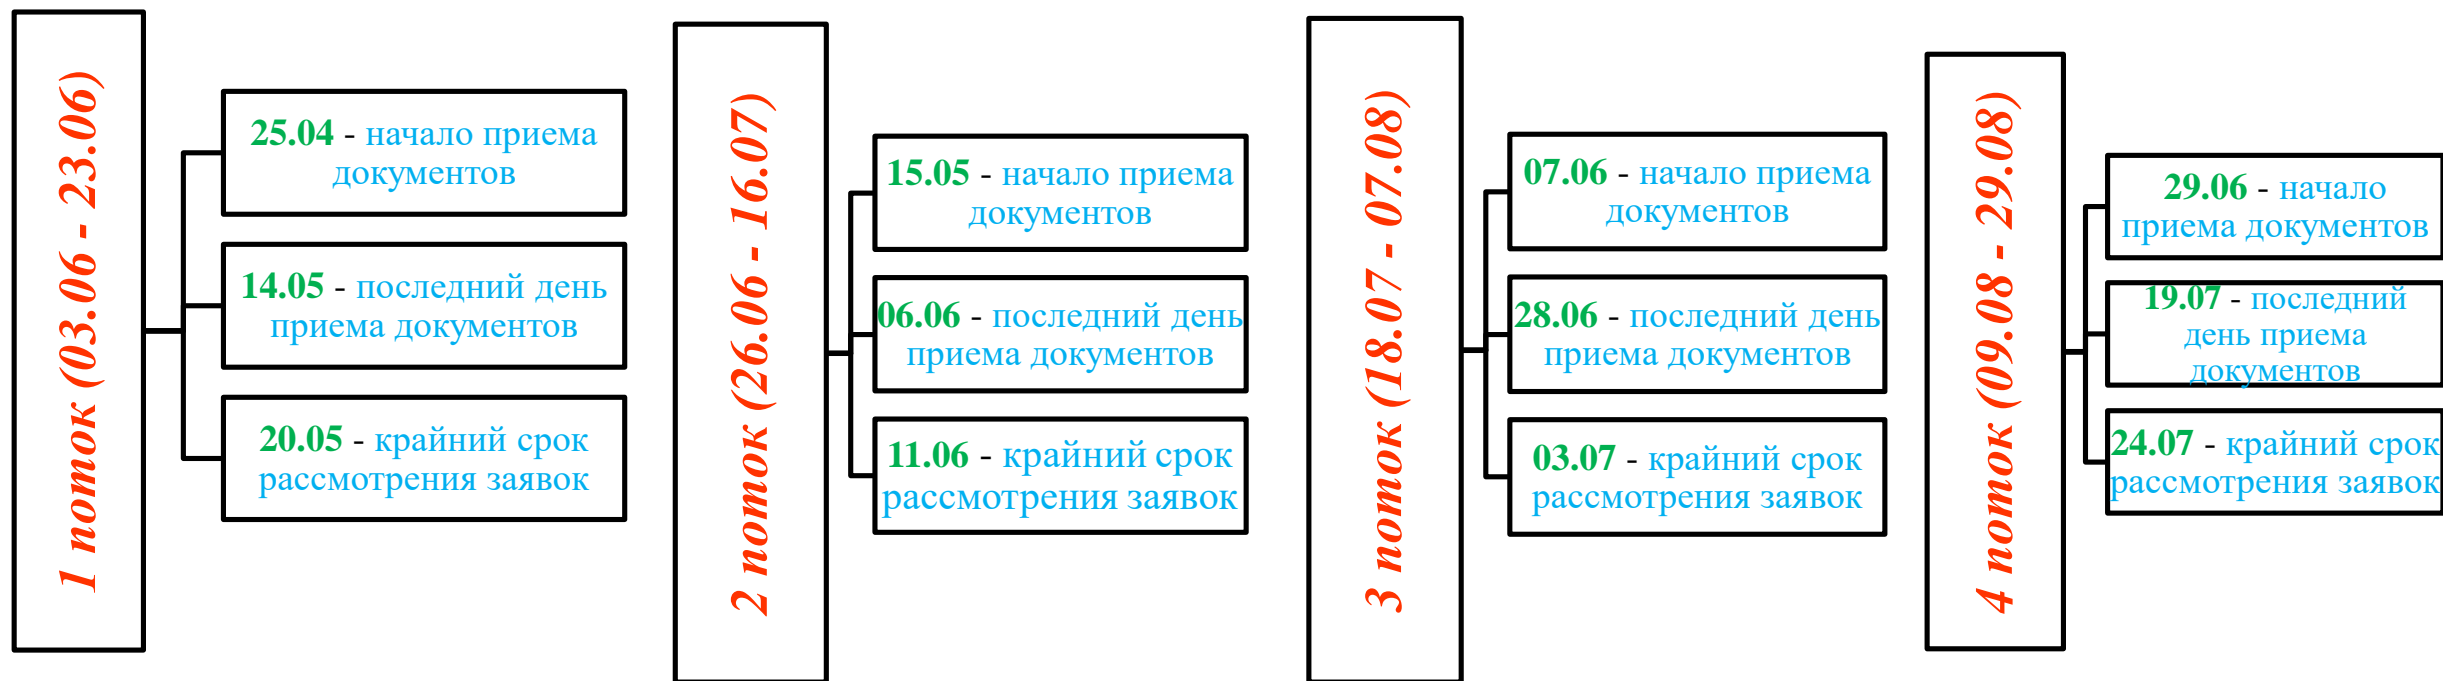 1 поток (03.06 - 23.06)
25.04 - начало приема
документов
14.05 - последний день
приема документов
20.05 - крайний срок
рассмотрения заявок
2 поток (26.06 - 16.07)
15.05 - начало приема
документов
06.06 - последний день
приема документов
11.06 - крайний срок
рассмотрения заявок
3 поток (18.07 - 07.08)
07.06 - начало приема
документов
28.06 - последний день
приема документов
03.07 - крайний срок
рассмотрения заявок
4 поток (09.08 - 29.08)
29.06 - начало
приема документов
19.07 - последний
день приема
документов
24.07 - крайний срок
рассмотрения заявок